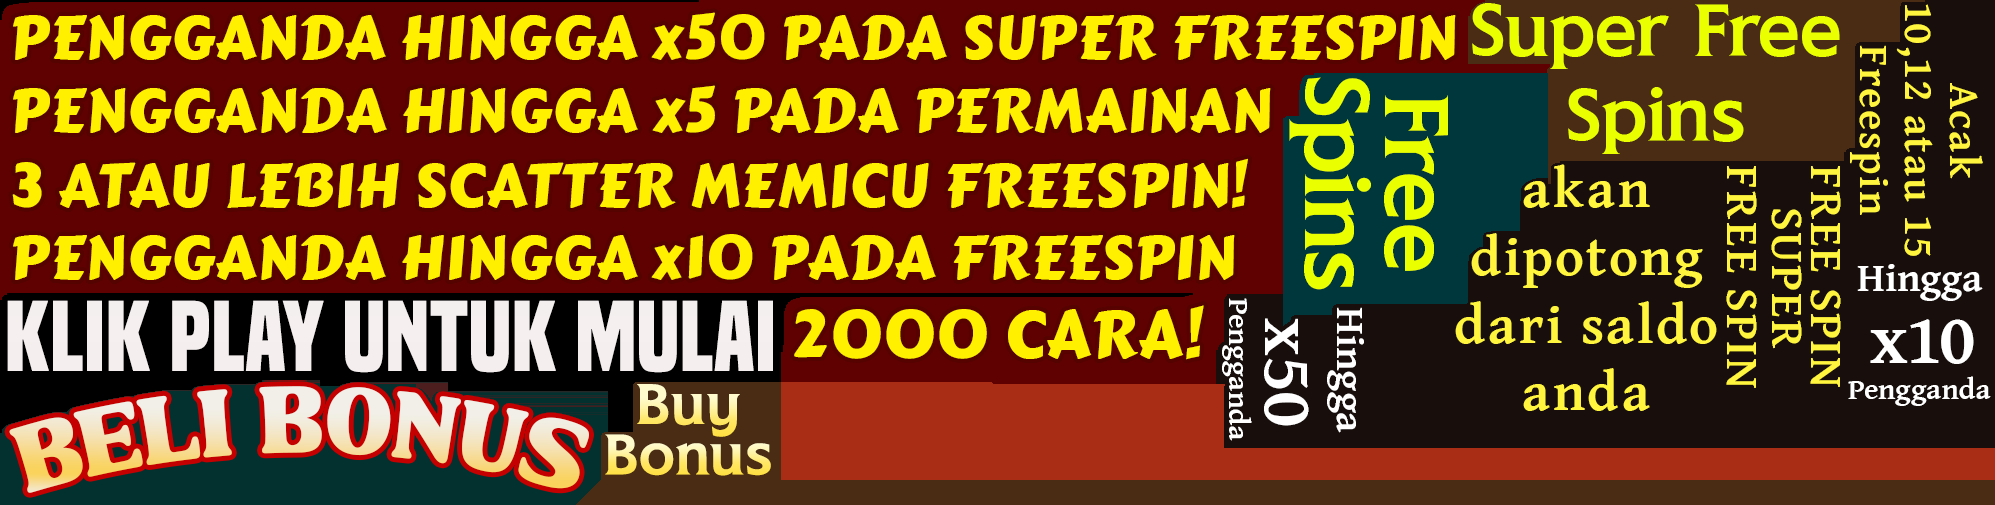 PENGGANDA HINGGA x50 PADA SUPER FREESPIN
PENGGANDA HINGGA x5 PADA PERMAINAN
3 ATAU LEBIH SCATTER MEMICU FREESPIN!
PENGGANDA HINGGA x10 PADA FREESPIN
KLIK PLAY UNTUK MULAI
2000 CARA!
BELI BONUS
Buy
Bonus
Free
Spins
Super Free
Spins
Hingga
x50
Pengganda
akan
dipotong
dari saldo
anda
FREE SPIN
SUPER
FREE SPIN
Acak
10,12 atau 15
Freespin
Hingga
x10
Pengganda